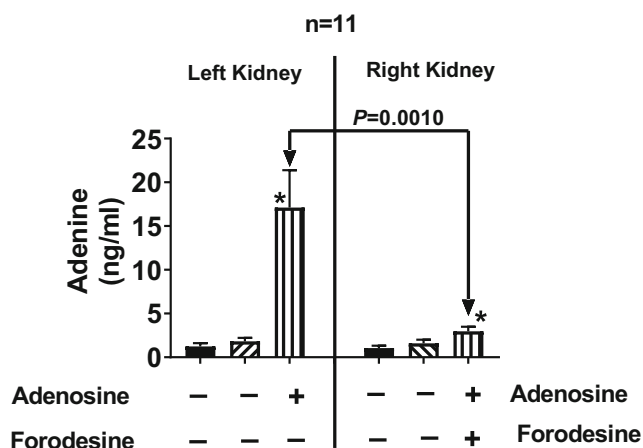 n=11
Left Kidney
Right Kidney
P=0.0010
Adenine
(ng/ml)
25
20
15
10
5
0
*
*
Adenosine – – + – – + Adenosine
Forodesine – – – – – + Forodesine